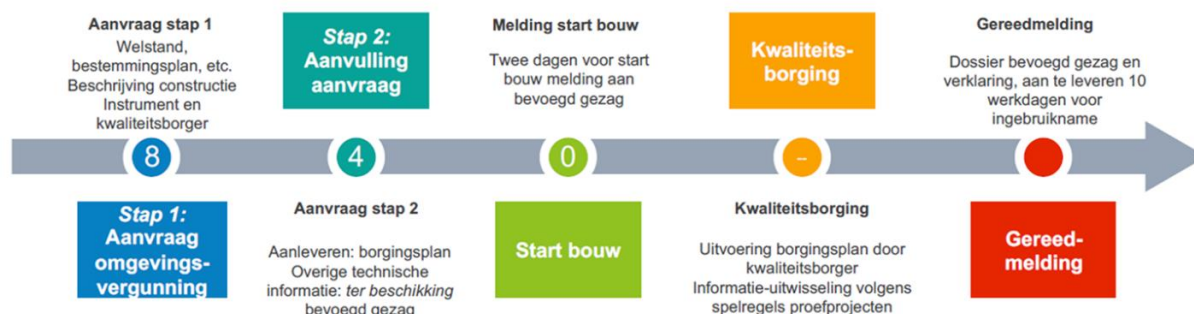 Aanvraag stap 1
Welstand,
bestemmingsplan, etc.
Beschrijving constructie
Instrument en
kwaliteitsborger
Stap 2:
Aanvulling
aanvraag
Melding start bouw
Twee dagen voor start
bouw melding aan
bevoegd gezag
Kwaliteits-
borging
Gereedmelding
Dossier bevoegd gezag en
verklaring, aan te leveren 10
werkdagen voor
ingebruikname
8
4
0
-
Stap 1:
Aanvraag
omgevings-
vergunning
Aanvraag stap 2
Aanleveren: borgingsplan
Overige technische
informatie: ter beschikking
bevoegd gezag
Start bouw
Kwaliteitsborging
Uitvoering borgingsplan door
kwaliteitsborger
Informatie-uitwisseling volgens
spelregels proefprojecten
Gereed-
melding